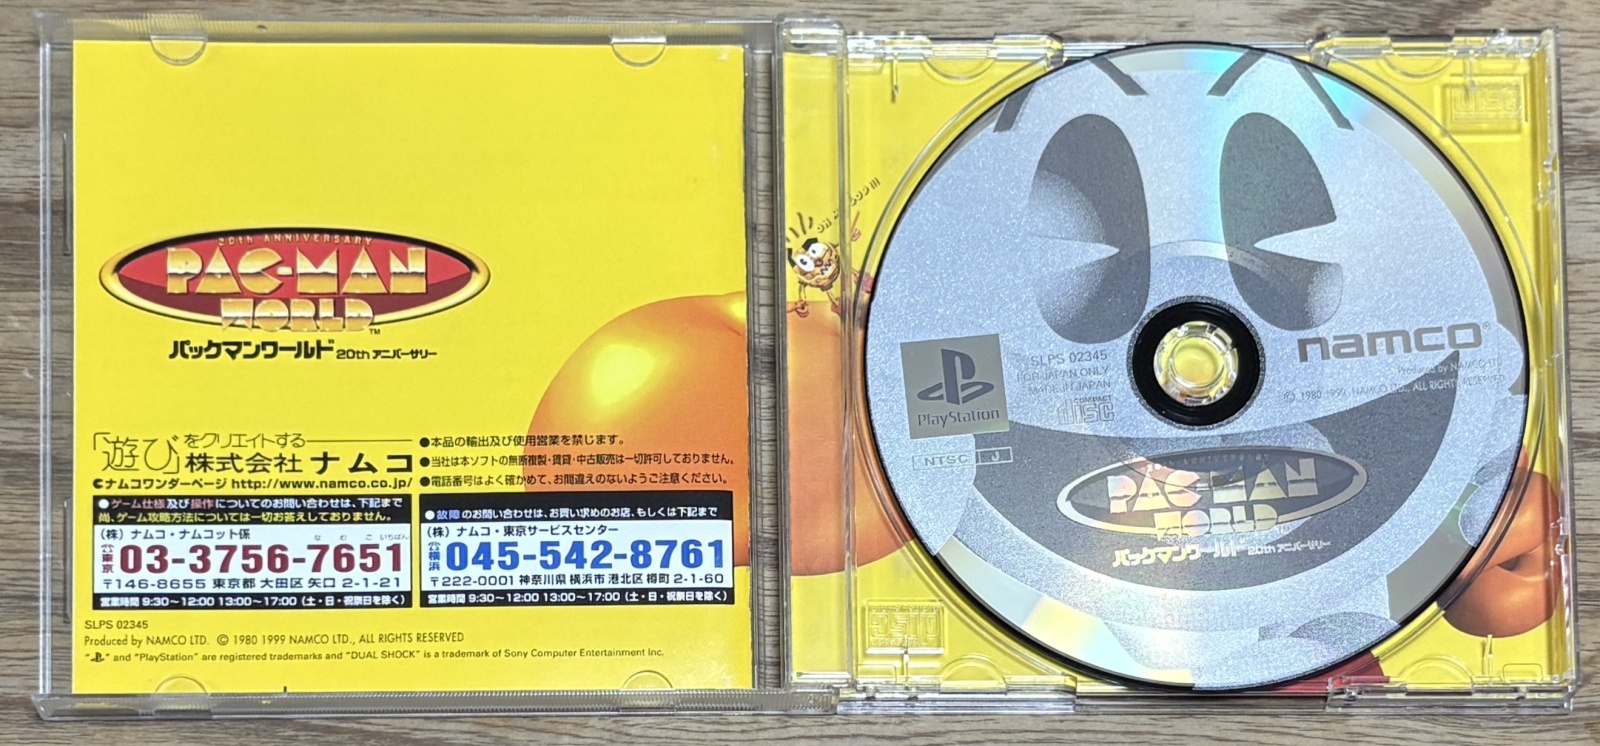 20th ANNIVERSARY
PAC-MAN
WORLD™
パックマンワールド 20th アニバーサリー
「遊び」をクリエイトする
株式会社 ナムコ
ナムコワンダーページ http://www.namco.co.jp/
●本品の輸出及び使用営業を禁じます。
●当社は本ソフトの無断複製・賃貸・中古販売は一切許可しておりません。
●電話番号はよく確かめて、お間違えのないようご注意ください。
●ゲーム仕様及び操作についてのお問い合わせは、下記まで
尚、ゲーム攻略方法については一切お答えしておりません。
(株)ナムコ・ナムコット係
なむこいちばん
☎東京 03-3756-7651
〒146-8655 東京都 大田区 矢口 2-1-21
営業時間 9:30〜12:00 13:00〜17:00 (土・日・祝祭日を除く)
●故障のお問い合わせは、お買い求めのお店、もしくは下記まで
(株)ナムコ・東京サービスセンター
☎横浜 045-542-8761
〒222-0001 神奈川県 横浜市 港北区 樽町 2-1-60
営業時間 9:30〜12:00 13:00〜17:00 (土・日・祝祭日を除く)
SLPS 02345
Produced by NAMCO LTD. © 1980 1999 NAMCO LTD., ALL RIGHTS RESERVED
" " and "PlayStation" are registered trademarks and "DUAL SHOCK" is a trademark of Sony Computer Entertainment Inc.
SLPS 02345
FOR JAPAN ONLY
MADE IN JAPAN
COMPACT
disc
PlayStation
NTSC J
namco®
Produced by NAMCO LTD.
© 1980 1999 NAMCO LTD., ALL RIGHTS RESERVED
PAC-MAN
WORLD™
パックマンワールド 20th アニバーサリー